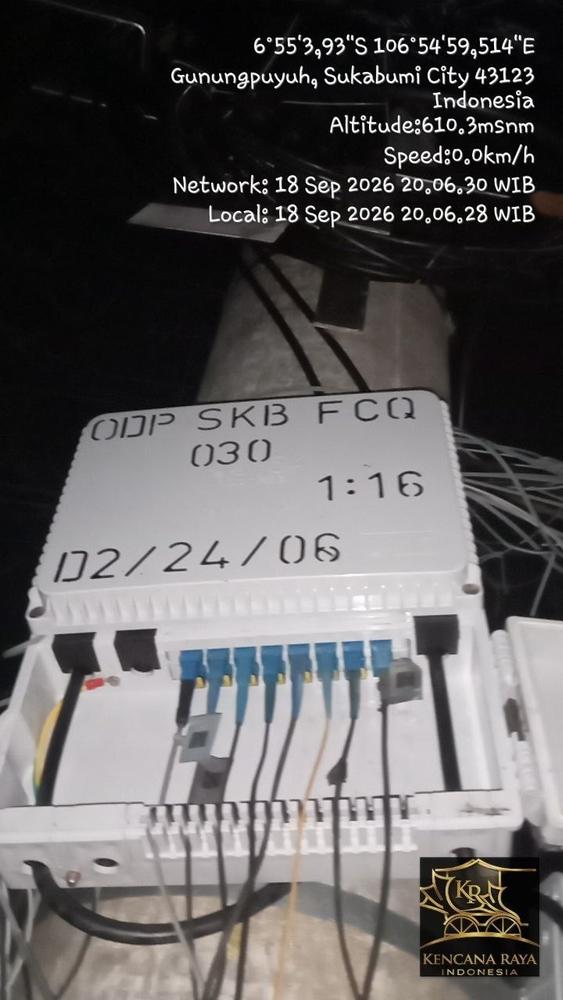 6°55'3,93"S 106°54'59,514"E
Gunungpuyuh, Sukabumi City 43123
Indonesia
Altitude:610.3msnm
Speed:0.0km/h
Network: 18 Sep 2026 20.06.30 WIB
Local: 18 Sep 2026 20.06.28 WIB
ODP SKB FCQ
030
1:16
D2/24/06
KR
KENCANA RAYA
INDONESIA